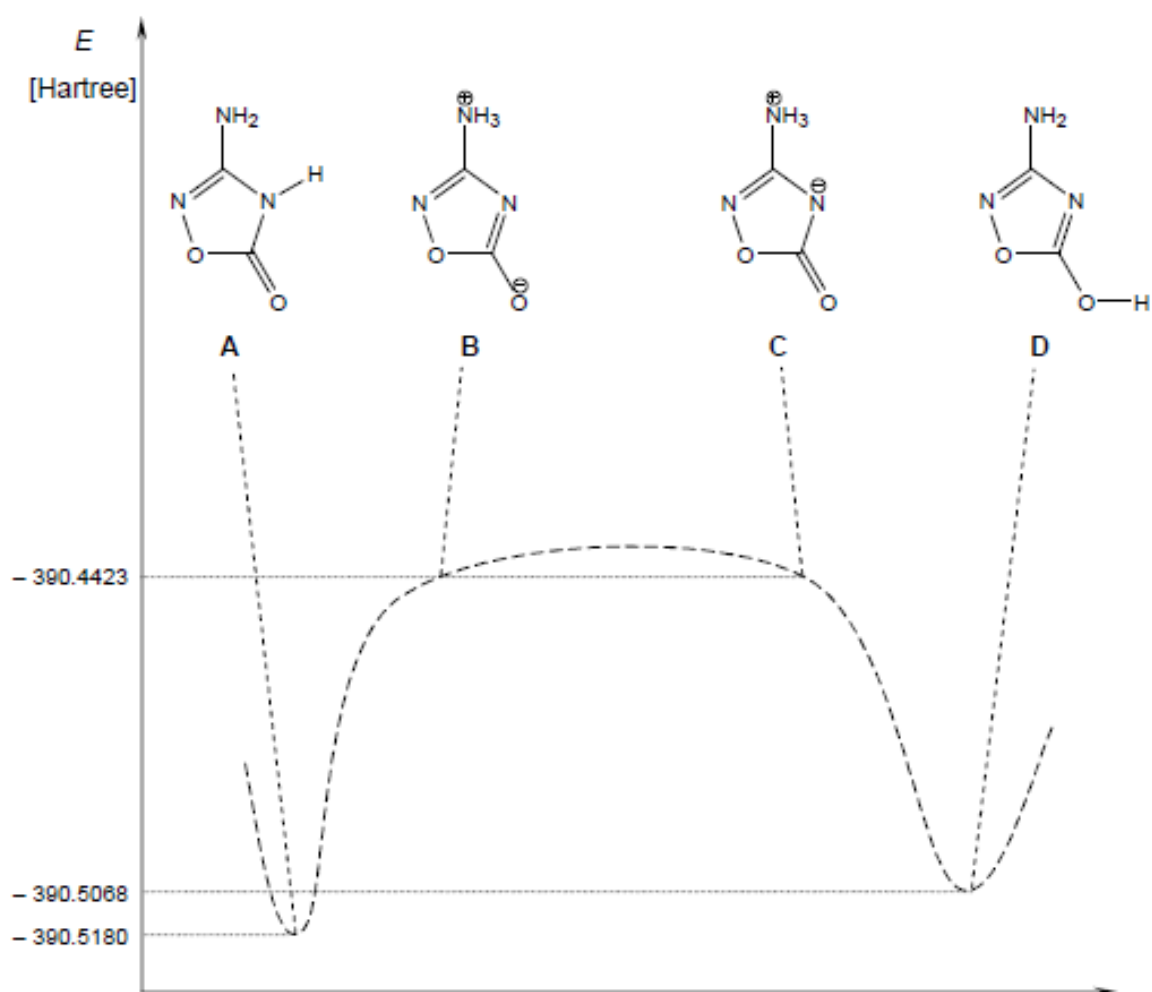 E
[Hartree]
NH2
N
N
H
O
O
⊕
NH3
N
N
O
⊖
O
⊕
NH3
⊖
N
N
O
O
NH2
N
N
O
O
H
A
B
C
D
– 390.4423
– 390.5068
– 390.5180